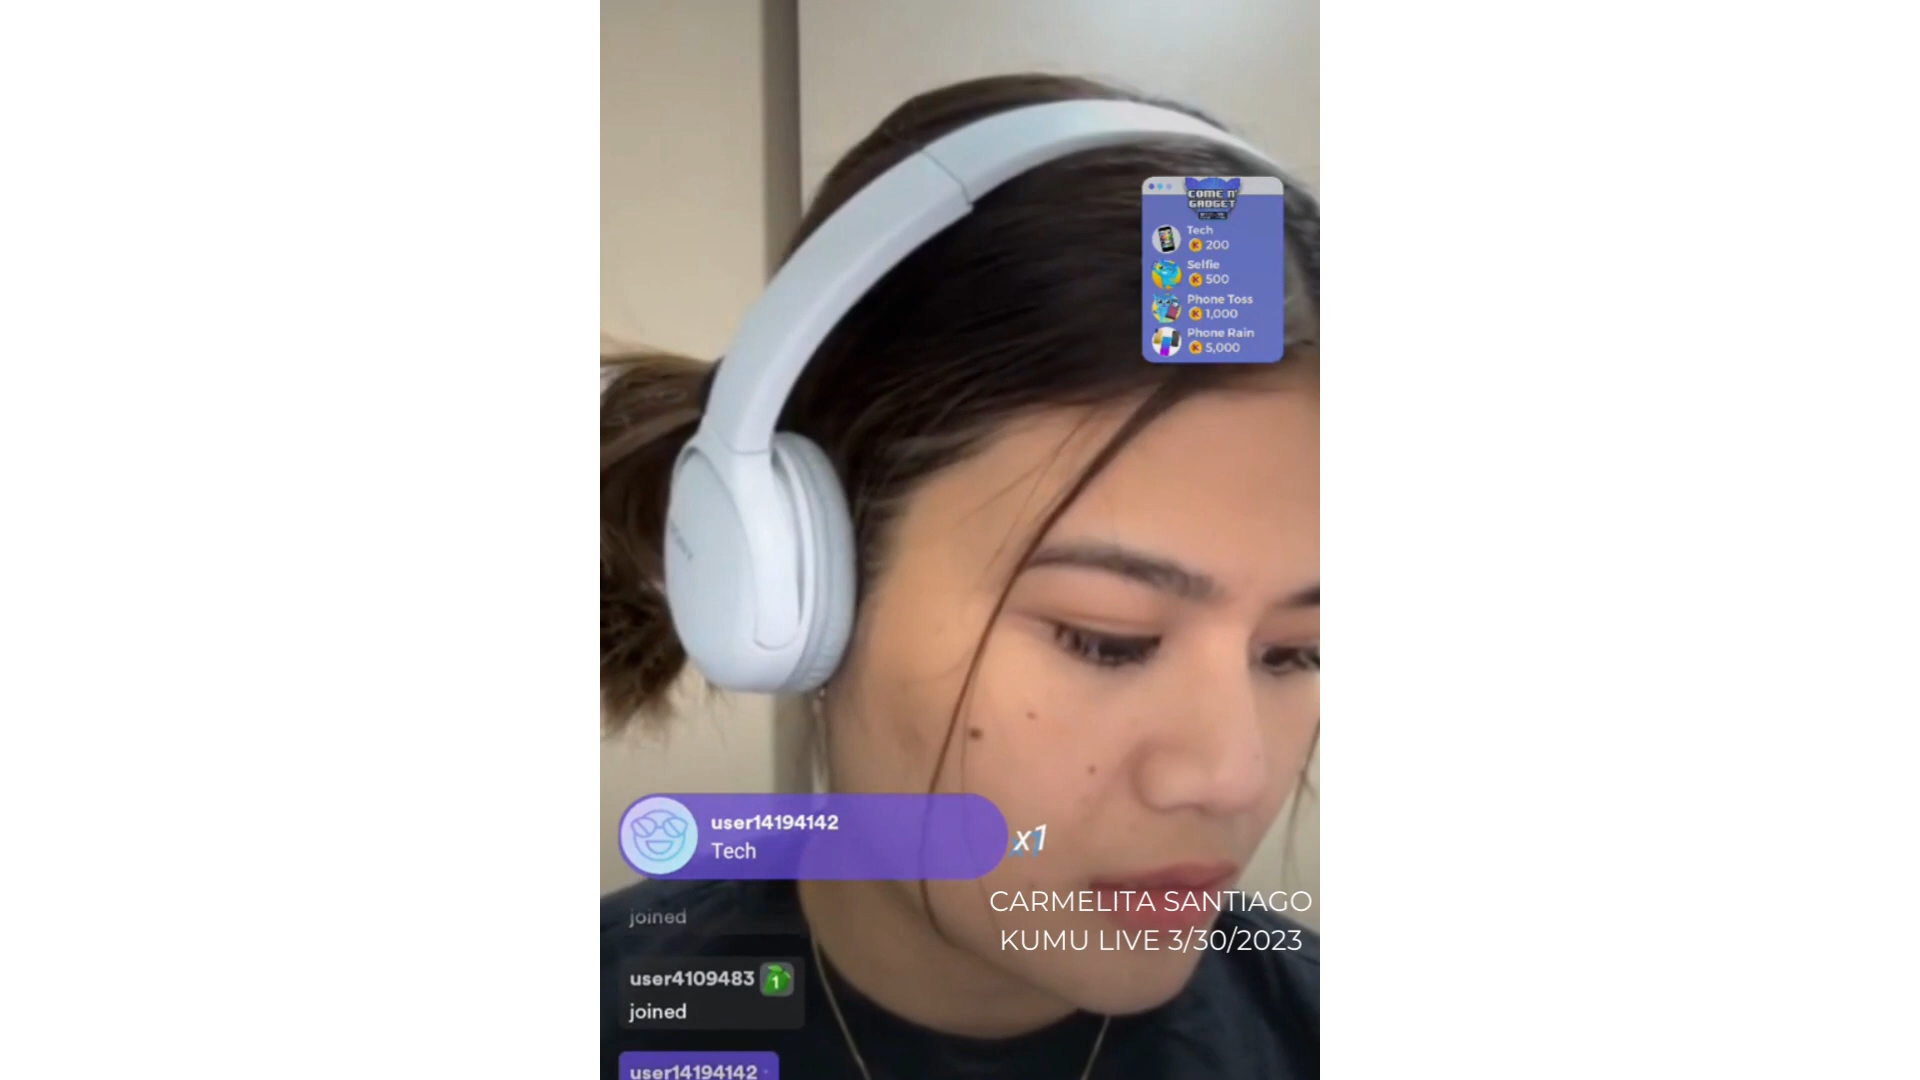 COME N'
GADGET
Tech
200
Selfie
500
Phone Toss
1,000
Phone Rain
5,000
user14194142
Tech
x1
CARMELITA SANTIAGO
KUMU LIVE 3/30/2023
joined
user4109483 1
joined
user14194142